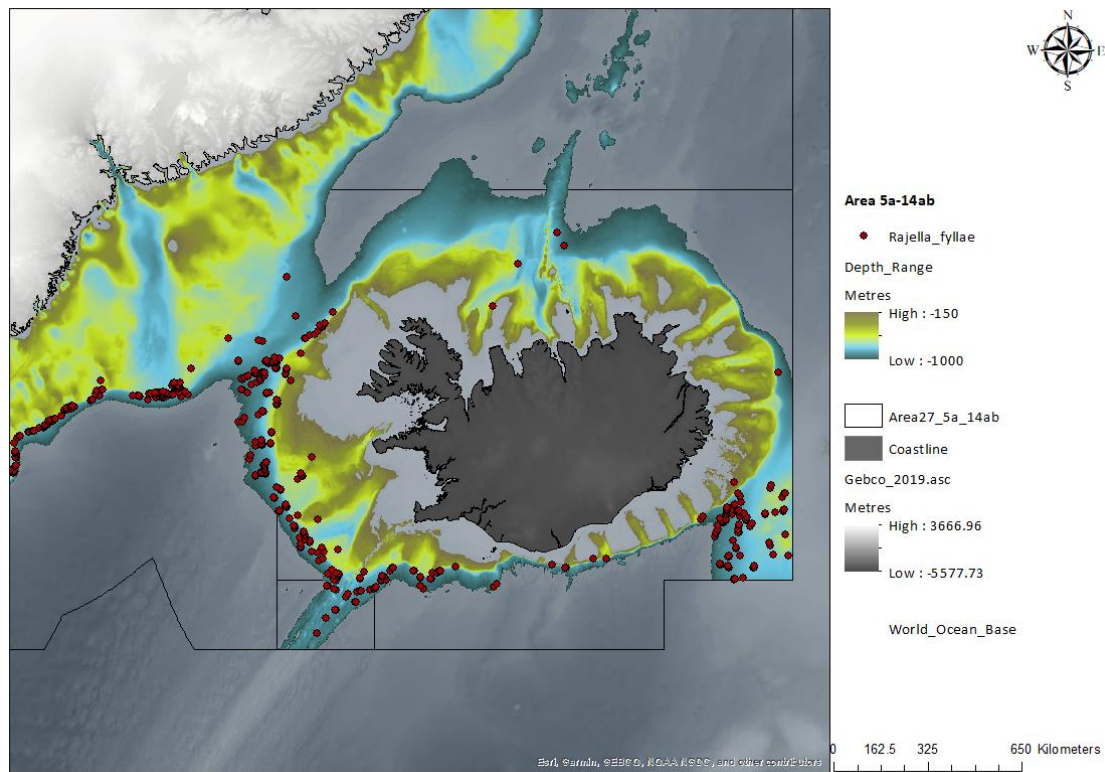 N
W E
S
Area 5a-14ab
Rajella_fyllae
Depth_Range
Metres
High : -150
Low : -1000
Area27_5a_14ab
Coastline
Gebco_2019.asc
Metres
High : 3666.96
Low : -5577.73
World_Ocean_Base
Esri, Garmin, GEBCO, NOAA NGDC, and other contributors
0 162.5 325 650 Kilometers